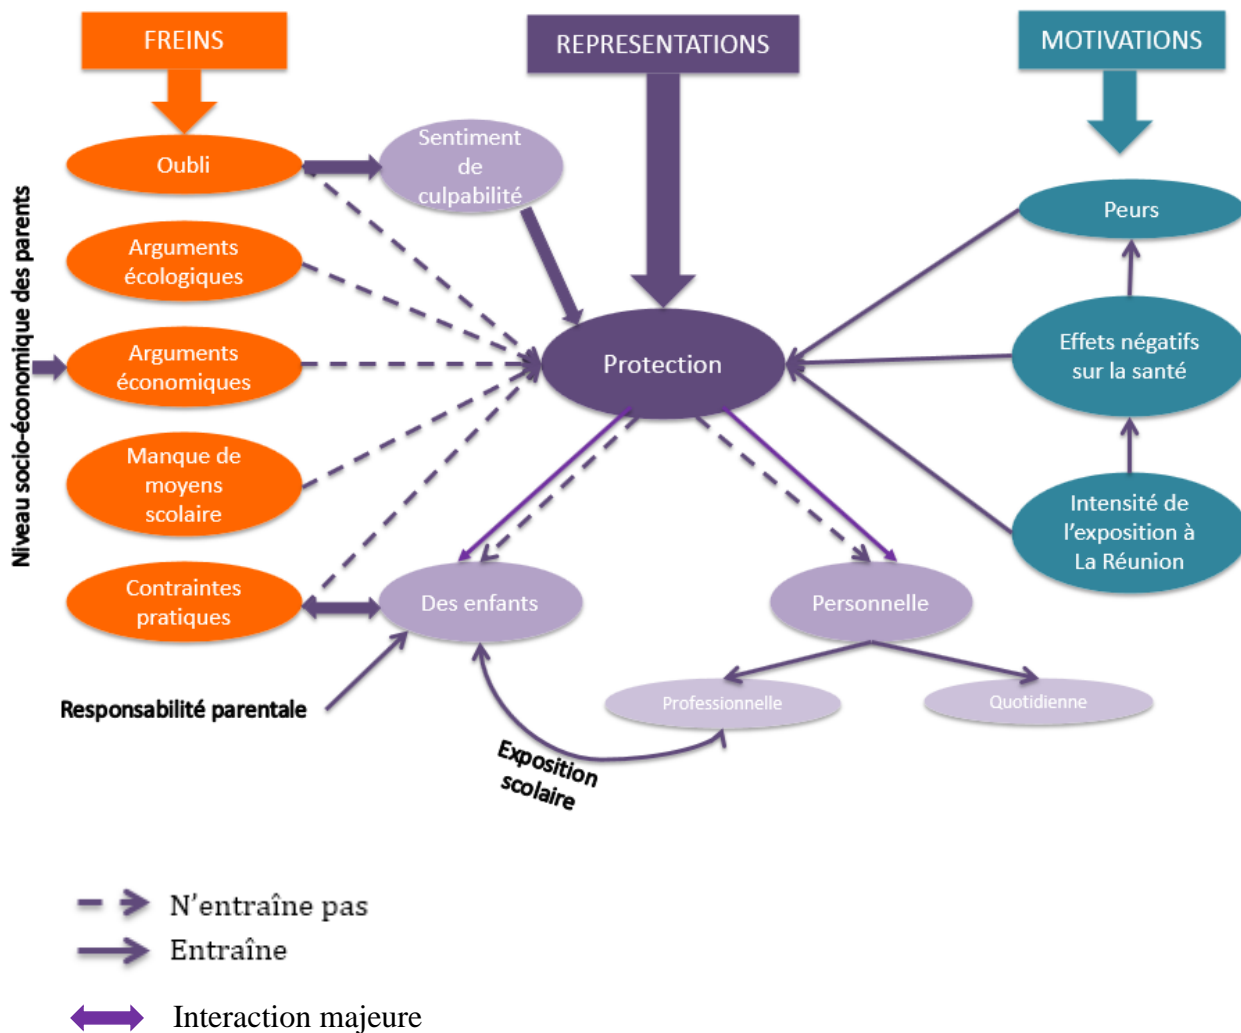 FREINS
REPRESENTATIONS
MOTIVATIONS
Oubli
Sentiment
de
culpabilité
Peurs
Arguments
écologiques
Niveau socio-économique des parents
Arguments
économiques
Protection
Effets négatifs
sur la santé
Manque de
moyens
scolaire
Intensité de
l'exposition à
La Réunion
Contraintes
pratiques
Des enfants
Personnelle
Responsabilité parentale
Professionnelle
Quotidienne
Exposition
scolaire
N'entraîne pas
Entraîne
Interaction majeure